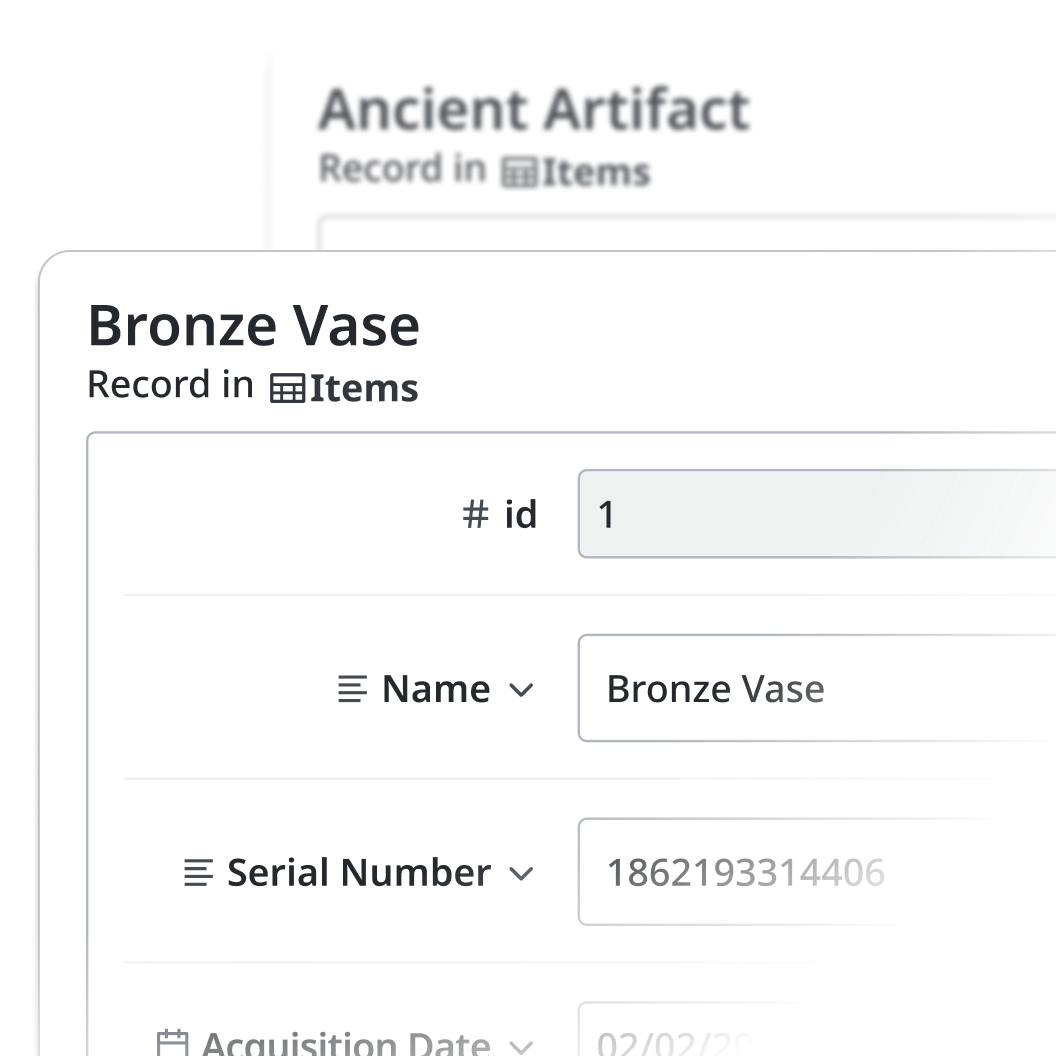 Ancient Artifact
Record in Items
Bronze Vase
Record in Items
# id 1
Name Bronze Vase
Serial Number 1862193314406
Acquisition Date 02/02/20